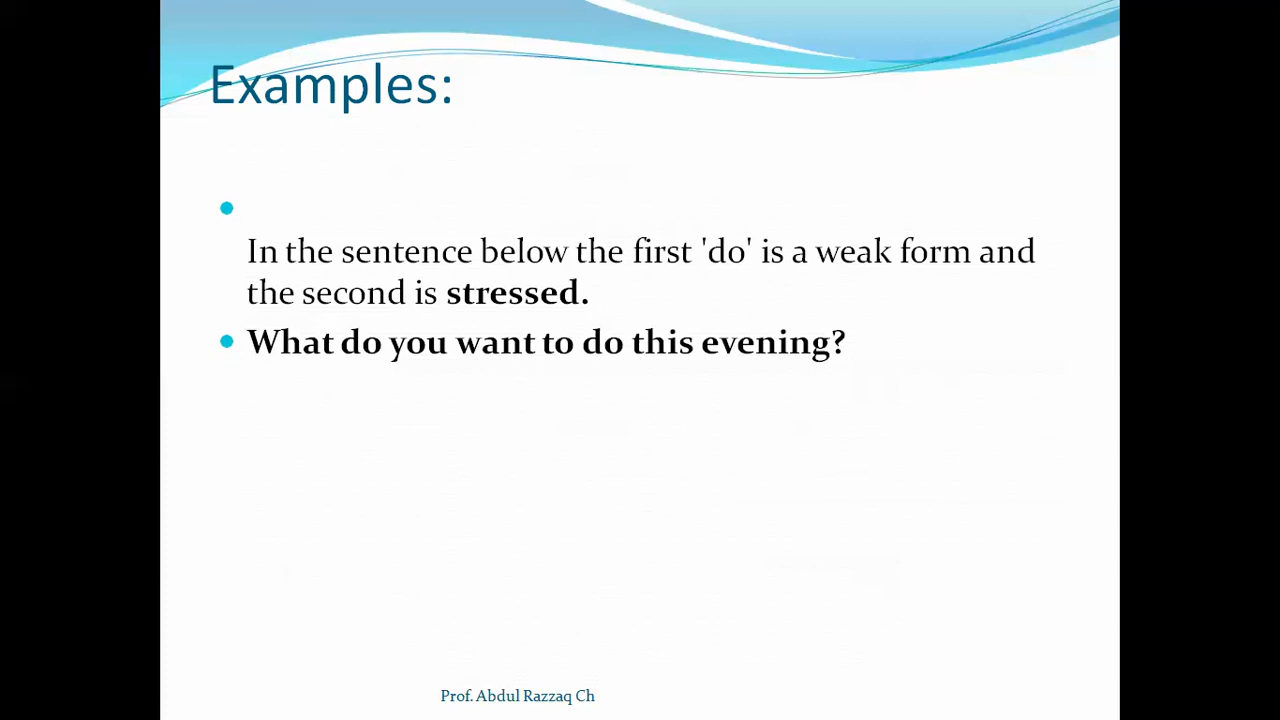 Examples:
In the sentence below the first 'do' is a weak form and
the second is stressed.
What do you want to do this evening?
Prof. Abdul Razzaq Ch